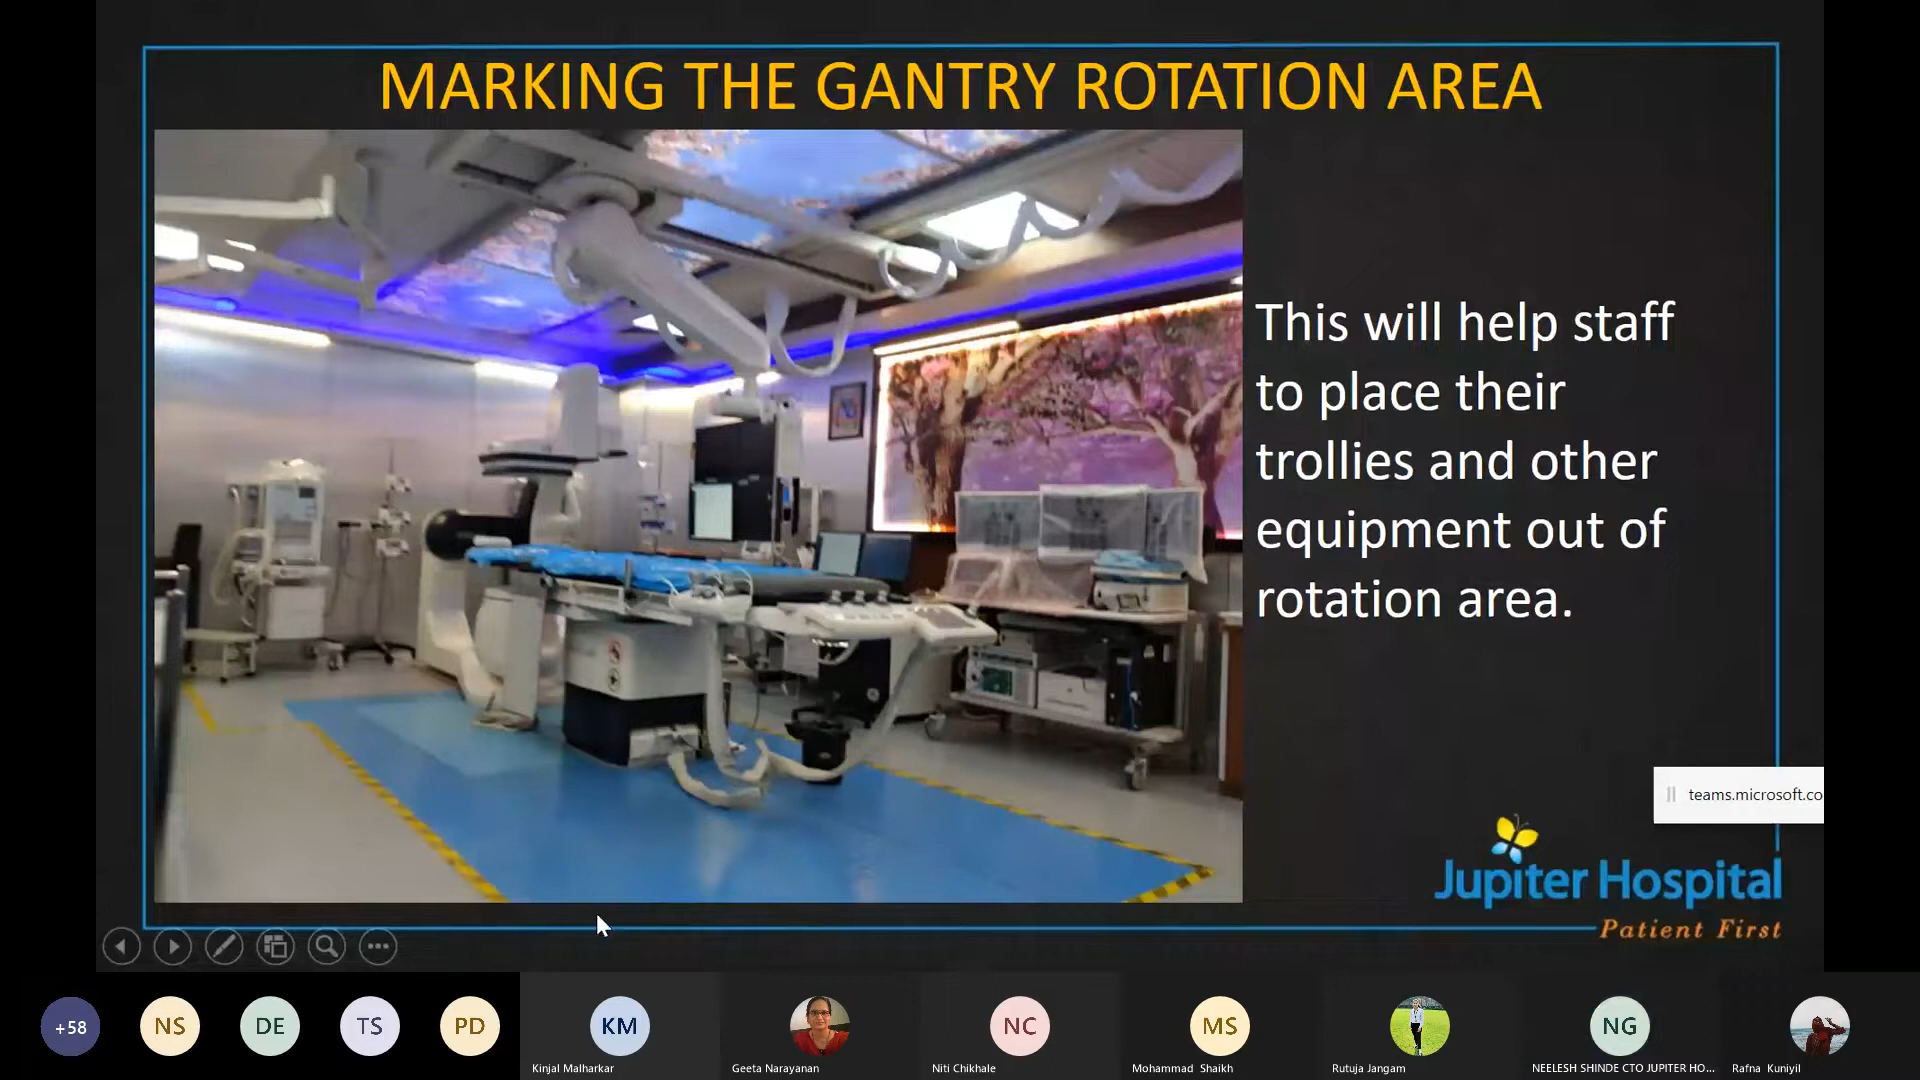 MARKING THE GANTRY ROTATION AREA
This will help staff
to place their
trollies and other
equipment out of
rotation area.
teams.microsoft.co
Jupiter Hospital
Patient First
+58
NS
DE
TS
PD
KM
NC
MS
NG
Kinjal Malharkar
Geeta Narayanan
Niti Chikhale
Mohammad Shaikh
Rutuja Jangam
NEELESH SHINDE CTO JUPITER HO...
Rafna Kuniyil